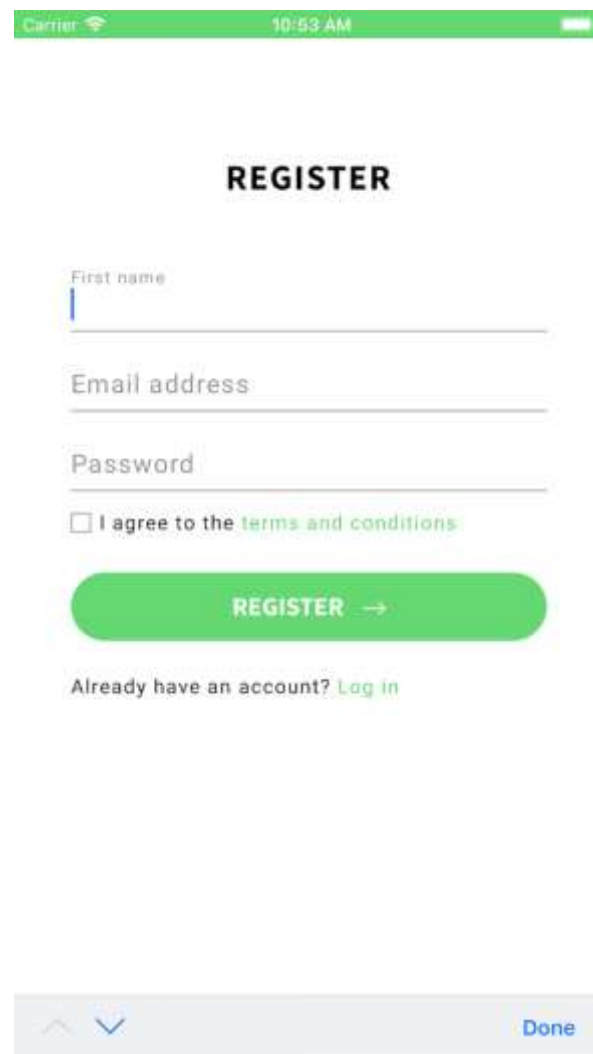 Carrier 10:53 AM
REGISTER
First name
Email address
Password
I agree to the terms and conditions
REGISTER →
Already have an account? Log in
Done